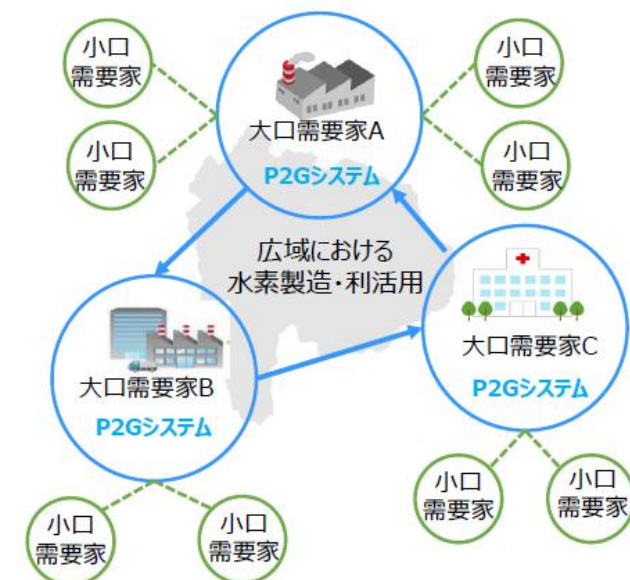 小口
需要家
小口
需要家
小口
需要家
小口
需要家
大口需要家A
P2Gシステム
広域における
水素製造・利活用
大口需要家B
P2Gシステム
大口需要家C
P2Gシステム
小口
需要家
小口
需要家
小口
需要家
小口
需要家